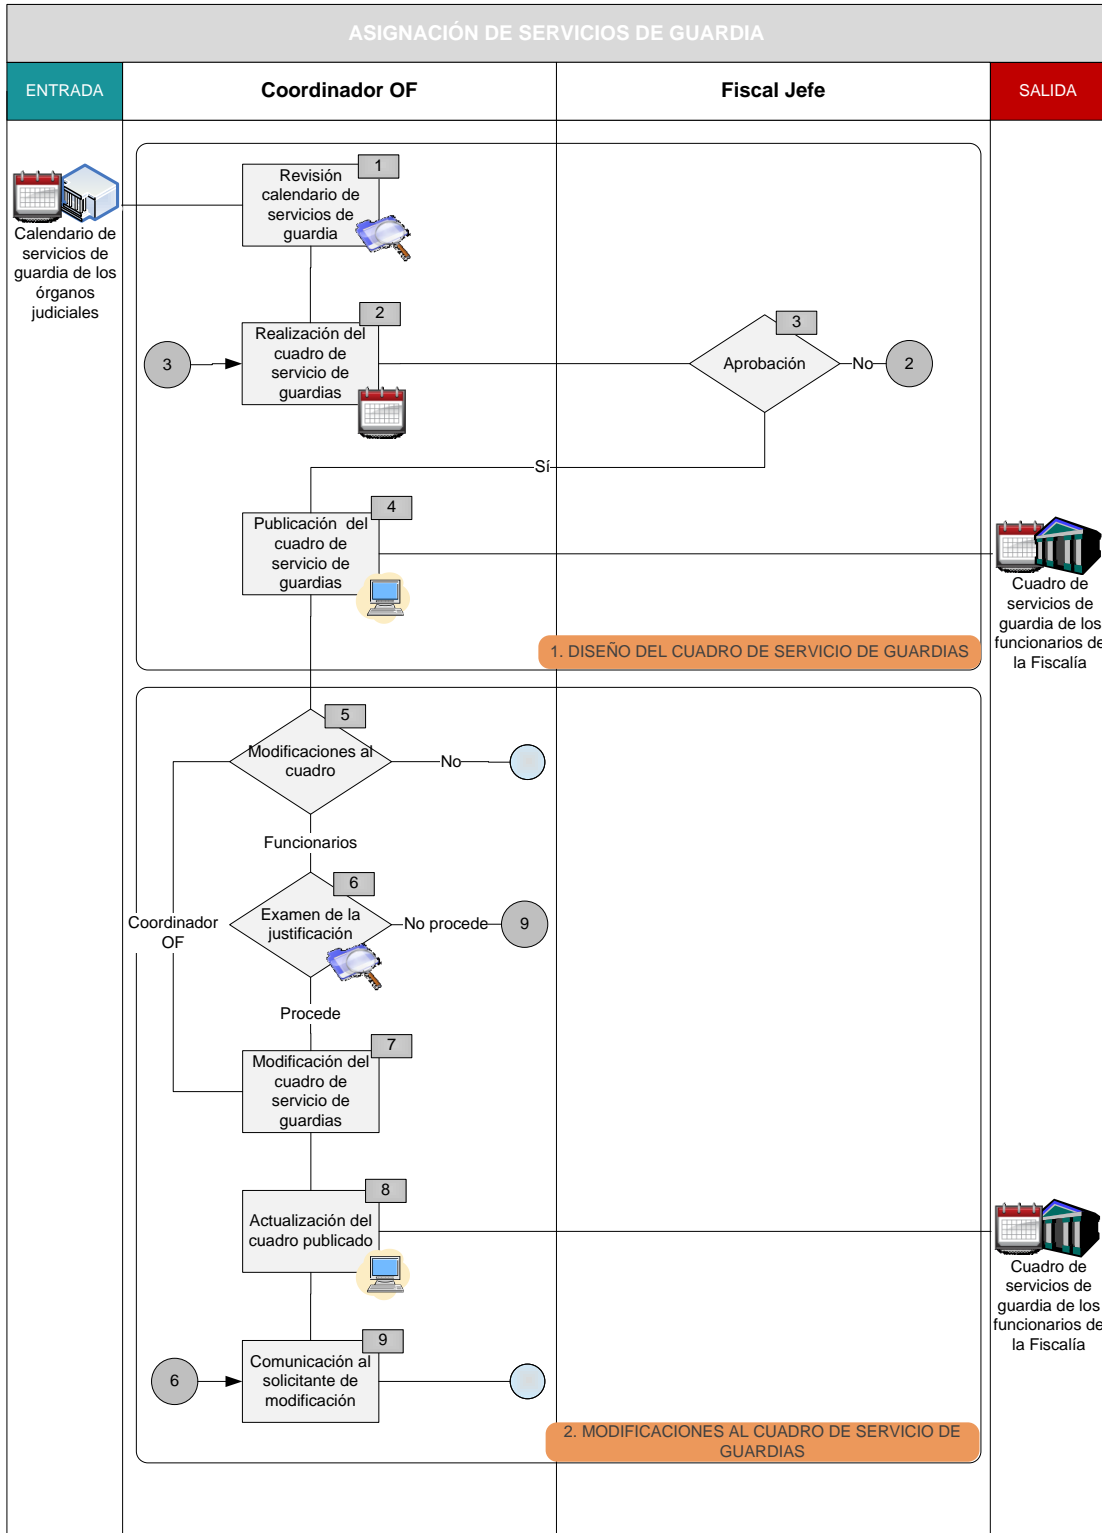 ASIGNACIÓN DE SERVICIOS DE GUARDIA
ENTRADA
Coordinador OF
Fiscal Jefe
SALIDA
Calendario de
servicios de
guardia de los
órganos
judiciales
1
Revisión
calendario de
servicios de
guardia
2
Realización del
cuadro de
servicio de
guardias
3
3
Aprobación
No
2
Sí
4
Publicación del
cuadro de
servicio de
guardias
Cuadro de
servicios de
guardia de los
funcionarios de
la Fiscalía
1. DISEÑO DEL CUADRO DE SERVICIO DE GUARDIAS
5
Modificaciones al
cuadro
No
Funcionarios
Coordinador
OF
6
Examen de la
justificación
No procede
9
Procede
7
Modificación del
cuadro de
servicio de
guardias
8
Actualización del
cuadro publicado
Cuadro de
servicios de
guardia de los
funcionarios de
la Fiscalía
9
6
Comunicación al
solicitante de
modificación
2. MODIFICACIONES AL CUADRO DE SERVICIO DE
GUARDIAS